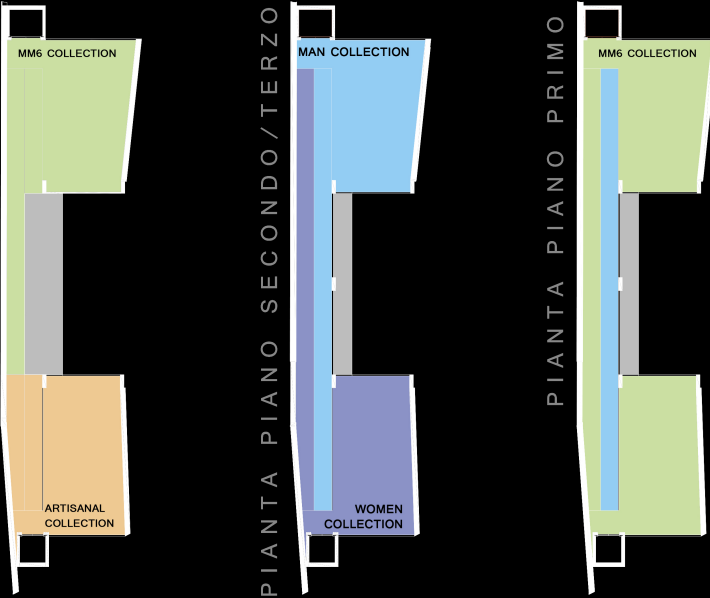 MM6 COLLECTION
ARTISANAL
COLLECTION
PIANTA PIANO SECONDO/TERZO
MAN COLLECTION
WOMEN
COLLECTION
PIANTA PIANO PRIMO
MM6 COLLECTION